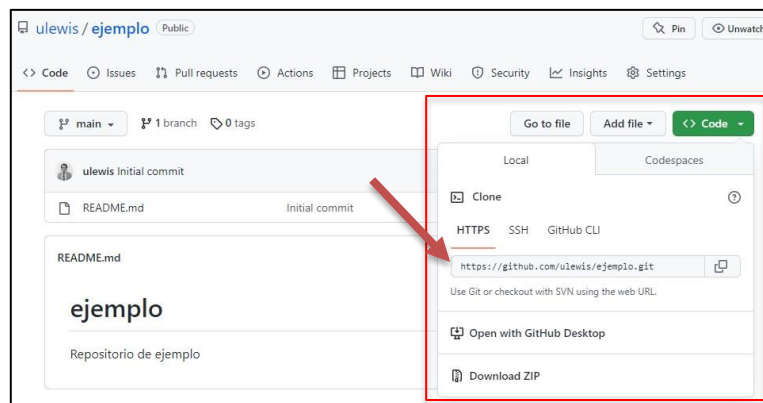 ulewis / ejemplo Public
Pin
Unwatch
<> Code Issues Pull requests Actions Projects Wiki Security Insights Settings
main 1 branch 0 tags
Go to file Add file <> Code
ulewis Initial commit
README.md Initial commit
README.md
ejemplo
Repositorio de ejemplo
Local Codespaces
Clone
HTTPS SSH GitHub CLI
https://github.com/ulewis/ejemplo.git
Use Git or checkout with SVN using the web URL.
Open with GitHub Desktop
Download ZIP